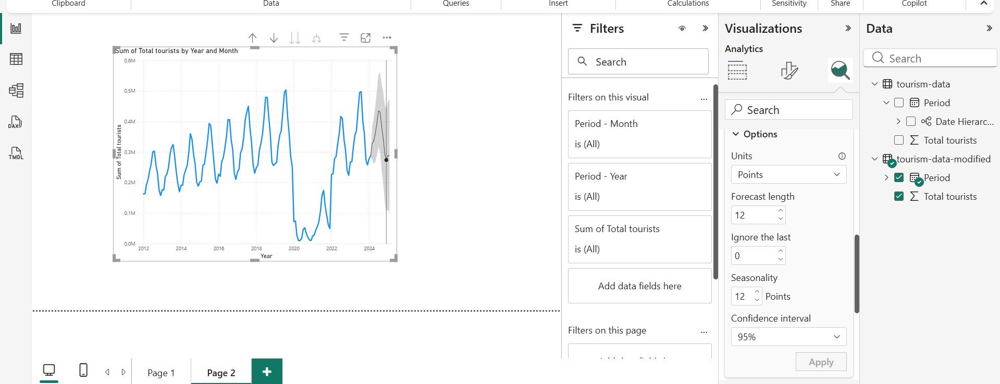 Clipboard
Data
Queries
Insert
Calculations
Sensitivity
Share
Copilot
Sum of Total tourists by Year and Month
0.6M
0.5M
0.4M
0.3M
0.2M
0.1M
0.0M
Sum of Total tourists
2012 2014 2016 2018 2020 2022 2024
Year
DAX
TMDL
Page 1
Page 2
Filters
Search
Filters on this visual
...
Period - Month
is (All)
Period - Year
is (All)
Sum of Total tourists
is (All)
Add data fields here
Filters on this page
...
Visualizations
Analytics
Search
Options
Units
Points
Forecast length
12
Ignore the last
0
Seasonality
12 Points
Confidence interval
95%
Apply
Data
Search
tourism-data
Period
Date Hierarc...
Total tourists
tourism-data-modified
Period
Total tourists